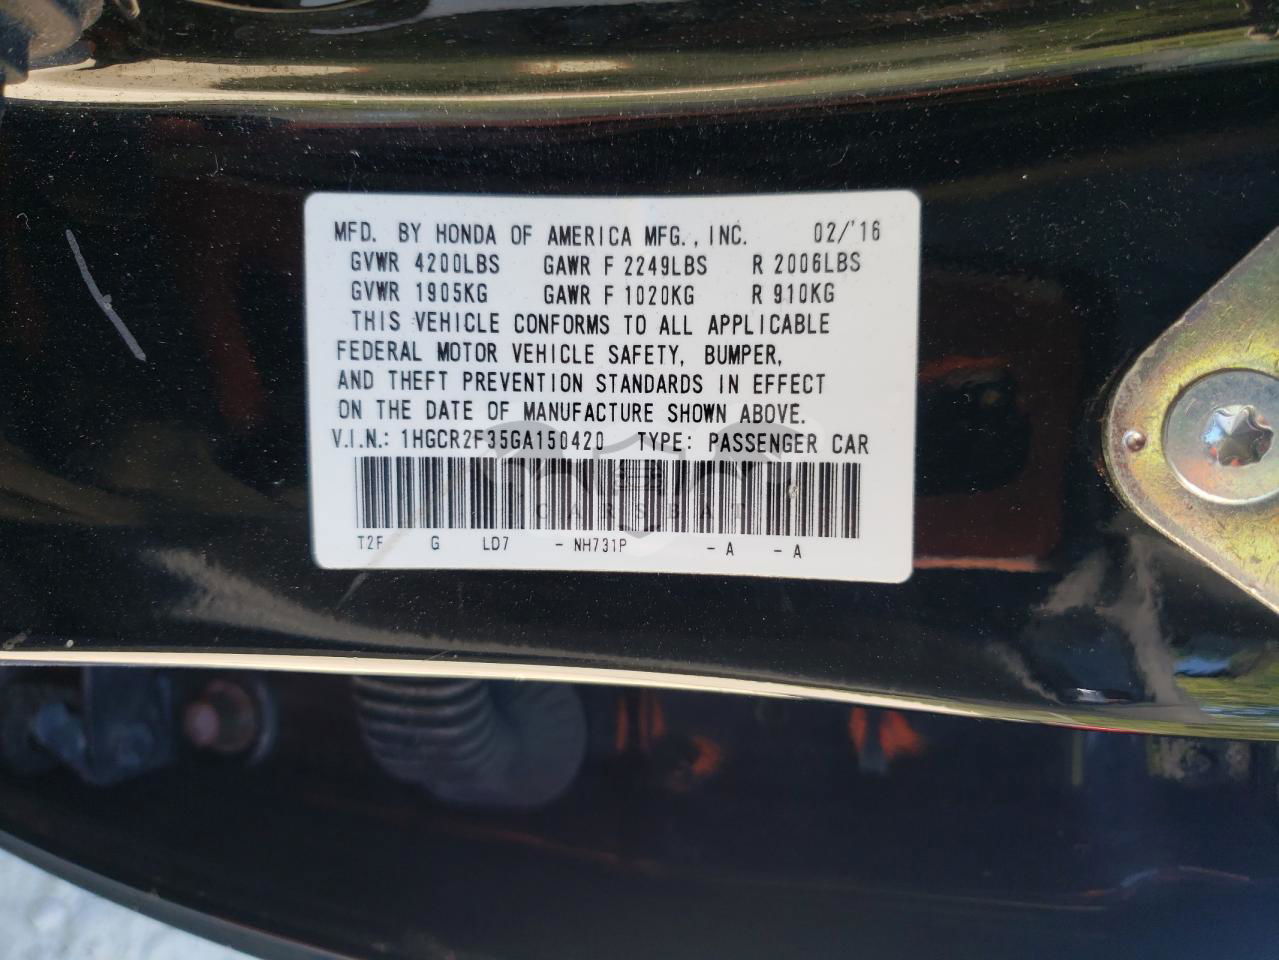 MFD. BY HONDA OF AMERICA MFG., INC. 02/'16
GVWR 4200LBS GAWR F 2249LBS R 2006LBS
GVWR 1905KG GAWR F 1020KG R 910KG
THIS VEHICLE CONFORMS TO ALL APPLICABLE
FEDERAL MOTOR VEHICLE SAFETY, BUMPER,
AND THEFT PREVENTION STANDARDS IN EFFECT
ON THE DATE OF MANUFACTURE SHOWN ABOVE.
V.I.N.: 1HGCR2F35GA150420 TYPE: PASSENGER CAR
CARSBAT
T2F G LD7 - NH731P - A - A